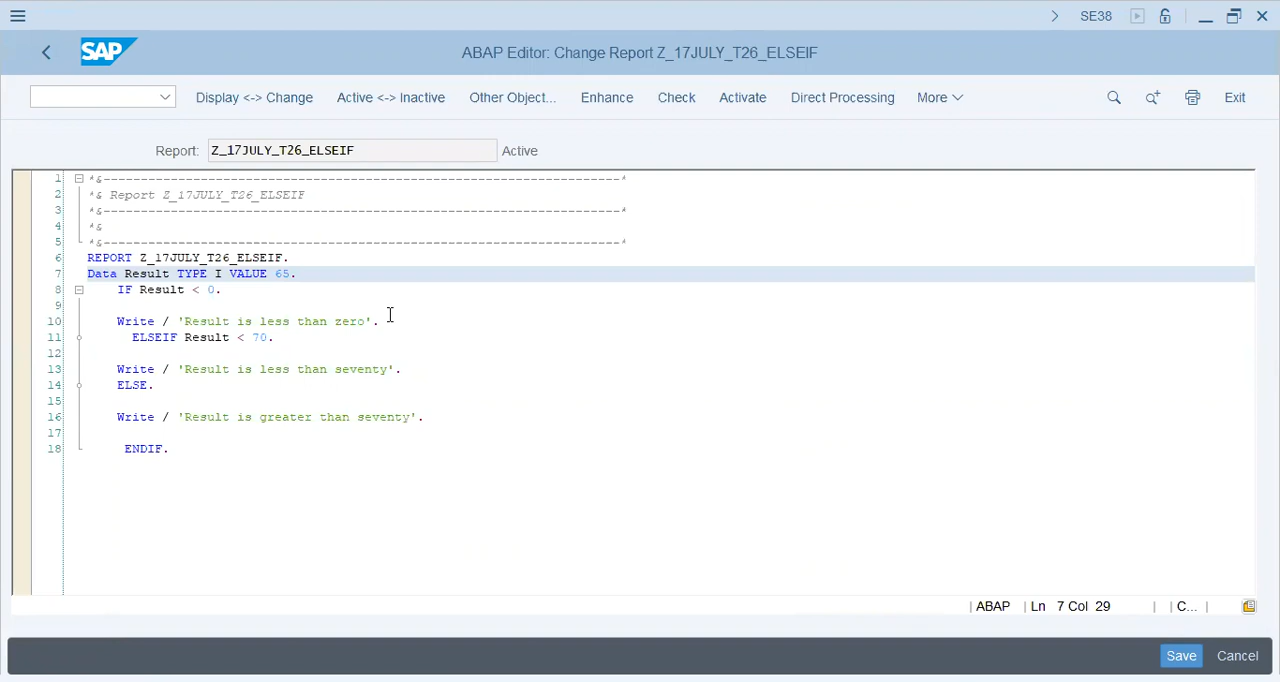 SE38
SAP ABAP Editor: Change Report Z_17JULY_T26_ELSEIF
Display <-> Change Active <-> Inactive Other Object... Enhance Check Activate Direct Processing More Exit
Report: Z_17JULY_T26_ELSEIF Active
1 *&---------------------------------------------------------------------*
2 *& Report Z_17JULY_T26_ELSEIF
3 *&---------------------------------------------------------------------*
4 *&
5 *&---------------------------------------------------------------------*
6 REPORT Z_17JULY_T26_ELSEIF.
7 Data Result TYPE I VALUE 65.
8 IF Result < 0.
9
10 Write / 'Result is less than zero'.
11 ELSEIF Result < 70.
12
13 Write / 'Result is less than seventy'.
14 ELSE.
15
16 Write / 'Result is greater than seventy'.
17
18 ENDIF.
| ABAP | Ln 7 Col 29 | | C... |
Save Cancel